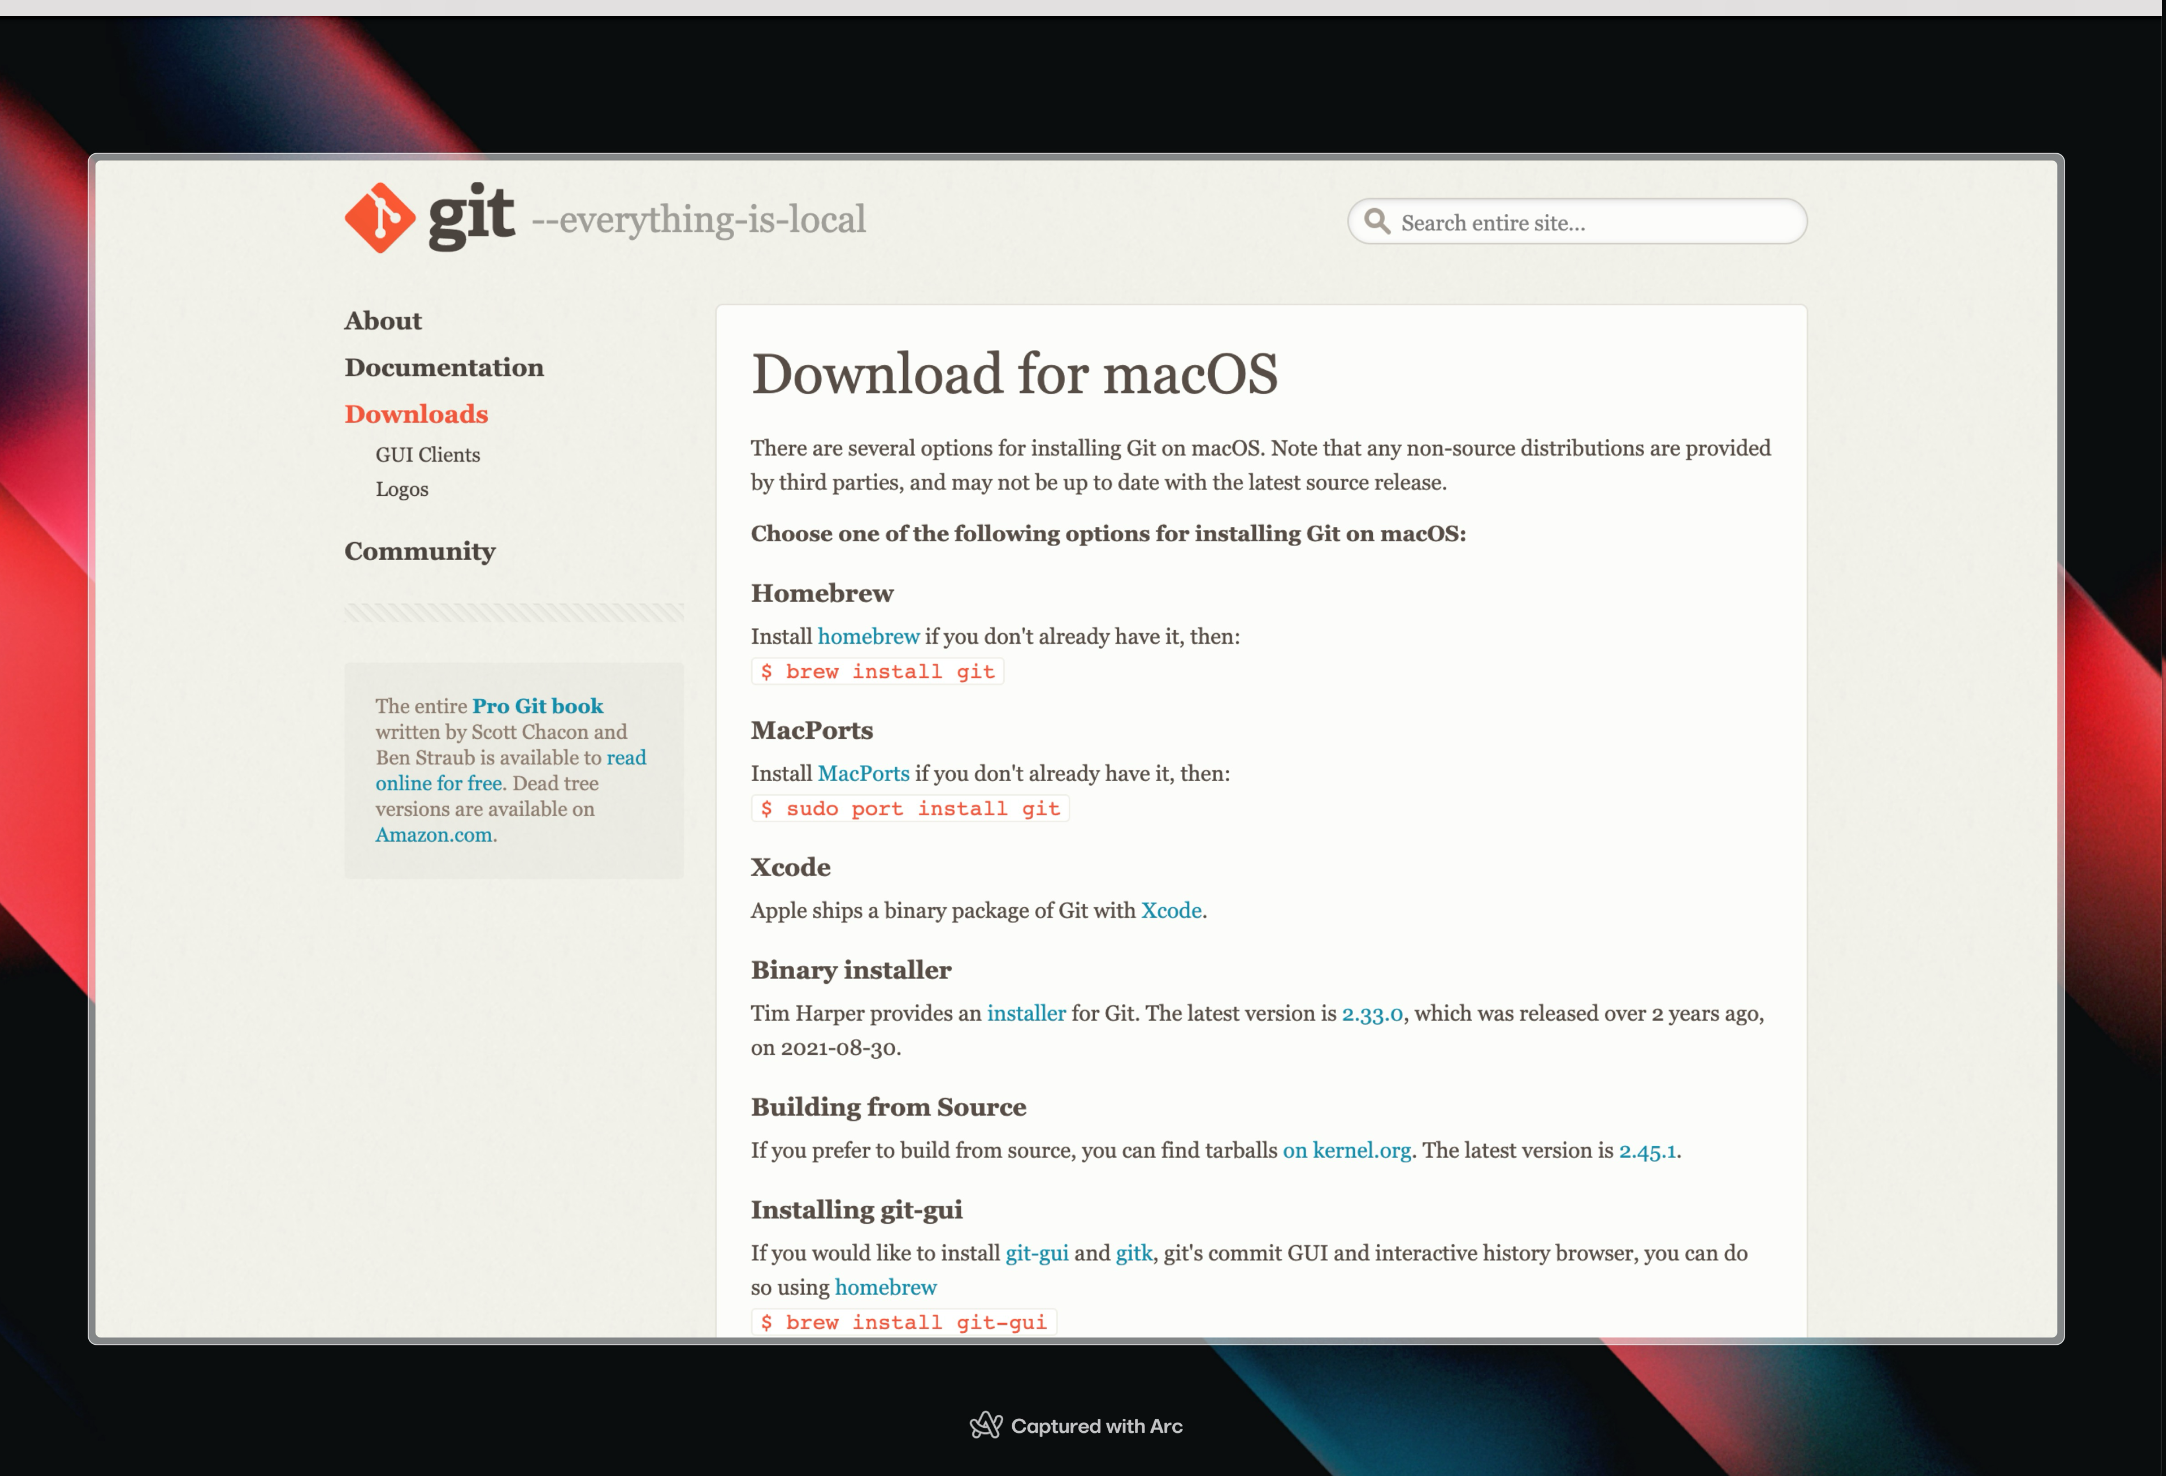 git --everything-is-local
Search entire site...
About
Documentation
Downloads
GUI Clients
Logos
Community
The entire Pro Git book
written by Scott Chacon and
Ben Straub is available to read
online for free. Dead tree
versions are available on
Amazon.com.
Download for macOS
There are several options for installing Git on macOS. Note that any non-source distributions are provided
by third parties, and may not be up to date with the latest source release.
Choose one of the following options for installing Git on macOS:
Homebrew
Install homebrew if you don't already have it, then:
$ brew install git
MacPorts
Install MacPorts if you don't already have it, then:
$ sudo port install git
Xcode
Apple ships a binary package of Git with Xcode.
Binary installer
Tim Harper provides an installer for Git. The latest version is 2.33.0, which was released over 2 years ago,
on 2021-08-30.
Building from Source
If you prefer to build from source, you can find tarballs on kernel.org. The latest version is 2.45.1.
Installing git-gui
If you would like to install git-gui and gitk, git's commit GUI and interactive history browser, you can do
so using homebrew
$ brew install git-gui
Captured with Arc